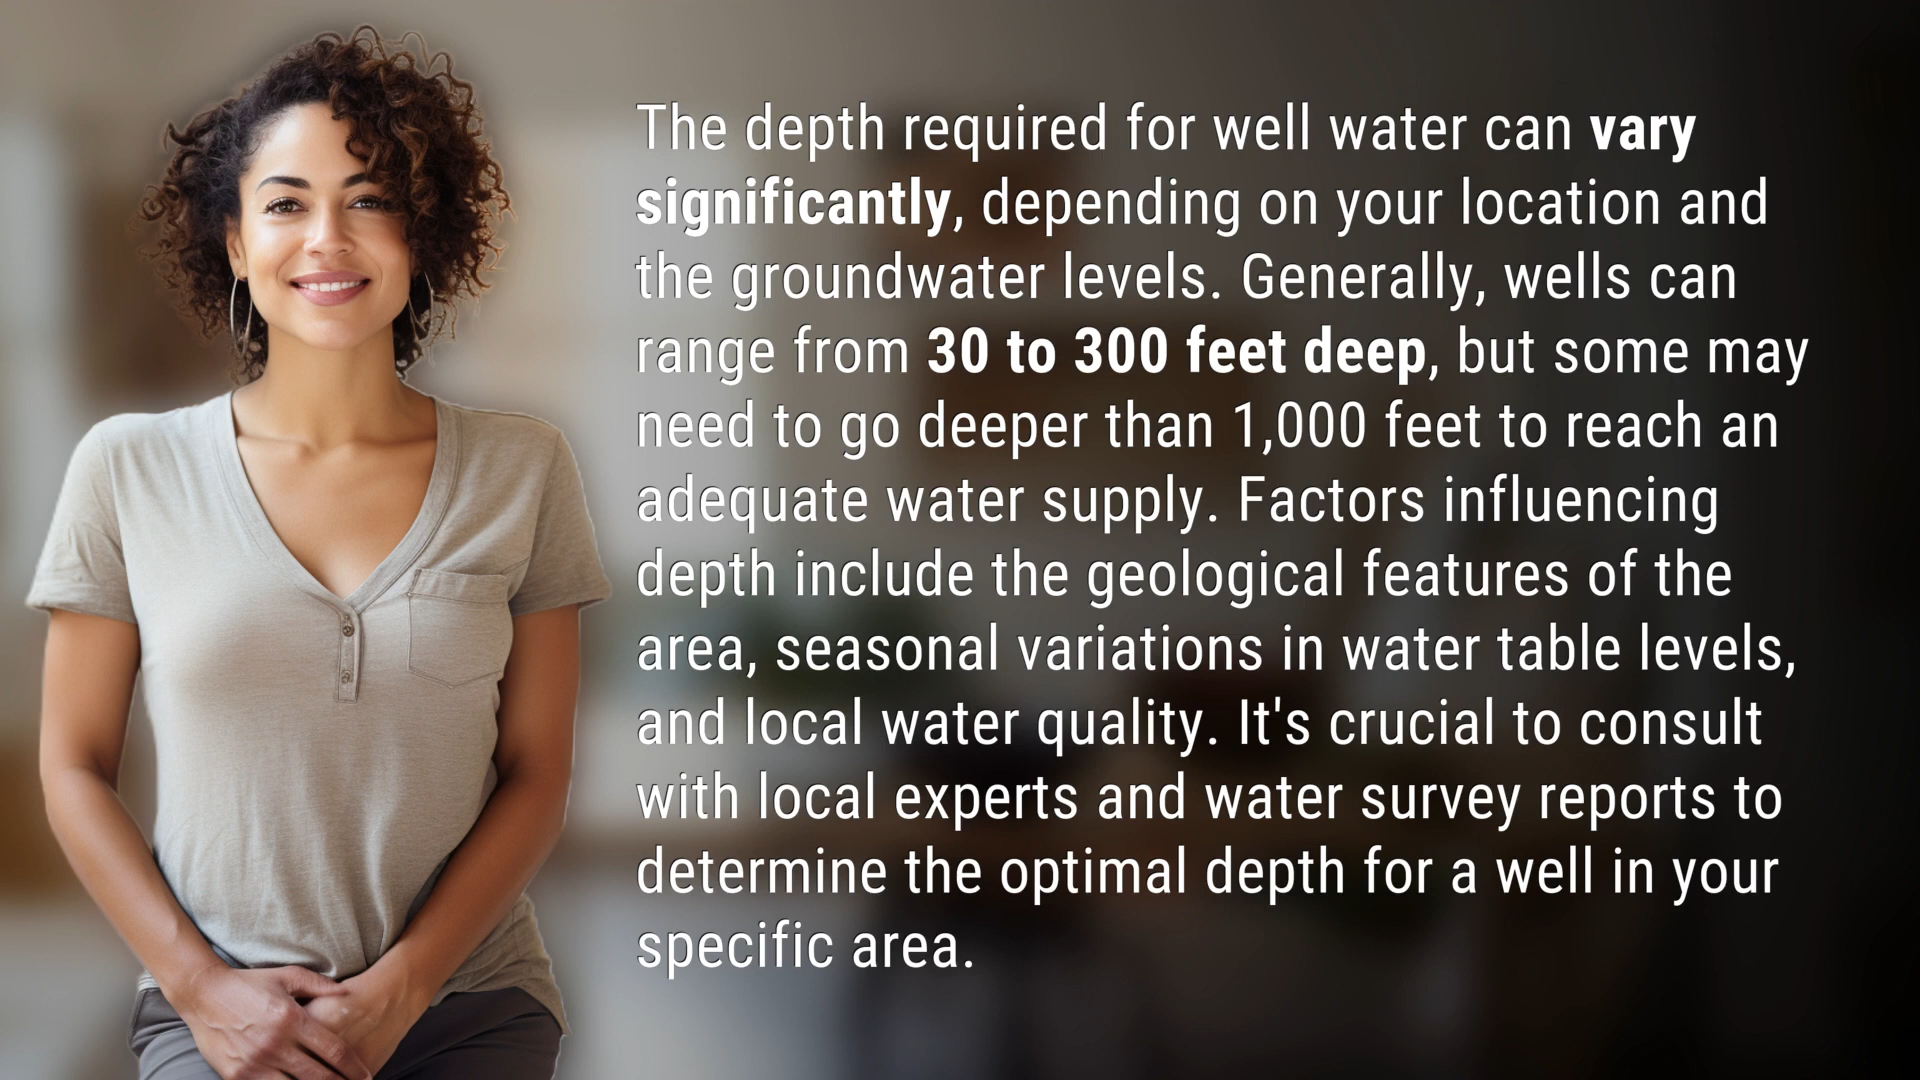 The depth required for well water can vary
significantly, depending on your location and
the groundwater levels. Generally, wells can
range from 30 to 300 feet deep, but some may
need to go deeper than 1,000 feet to reach an
adequate water supply. Factors influencing
depth include the geological features of the
area, seasonal variations in water table levels,
and local water quality. It's crucial to consult
with local experts and water survey reports to
determine the optimal depth for a well in your
specific area.